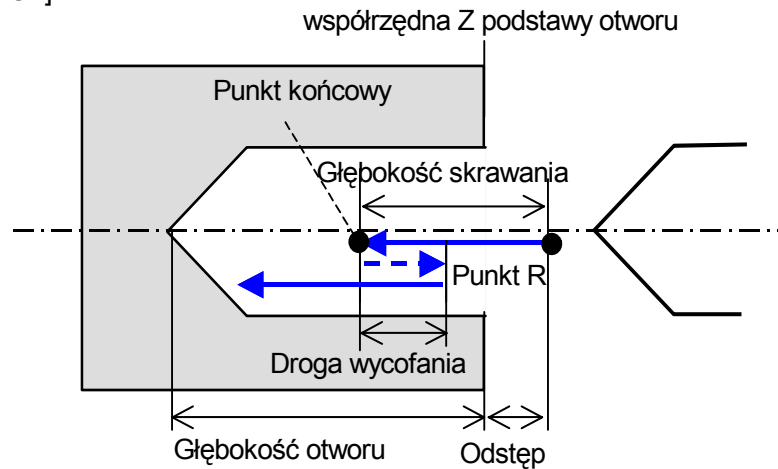 współrzędna Z podstawy otworu
Punkt końcowy
Głębokość skrawania
Punkt R
Droga wycofania
Głębokość otworu
Odstęp